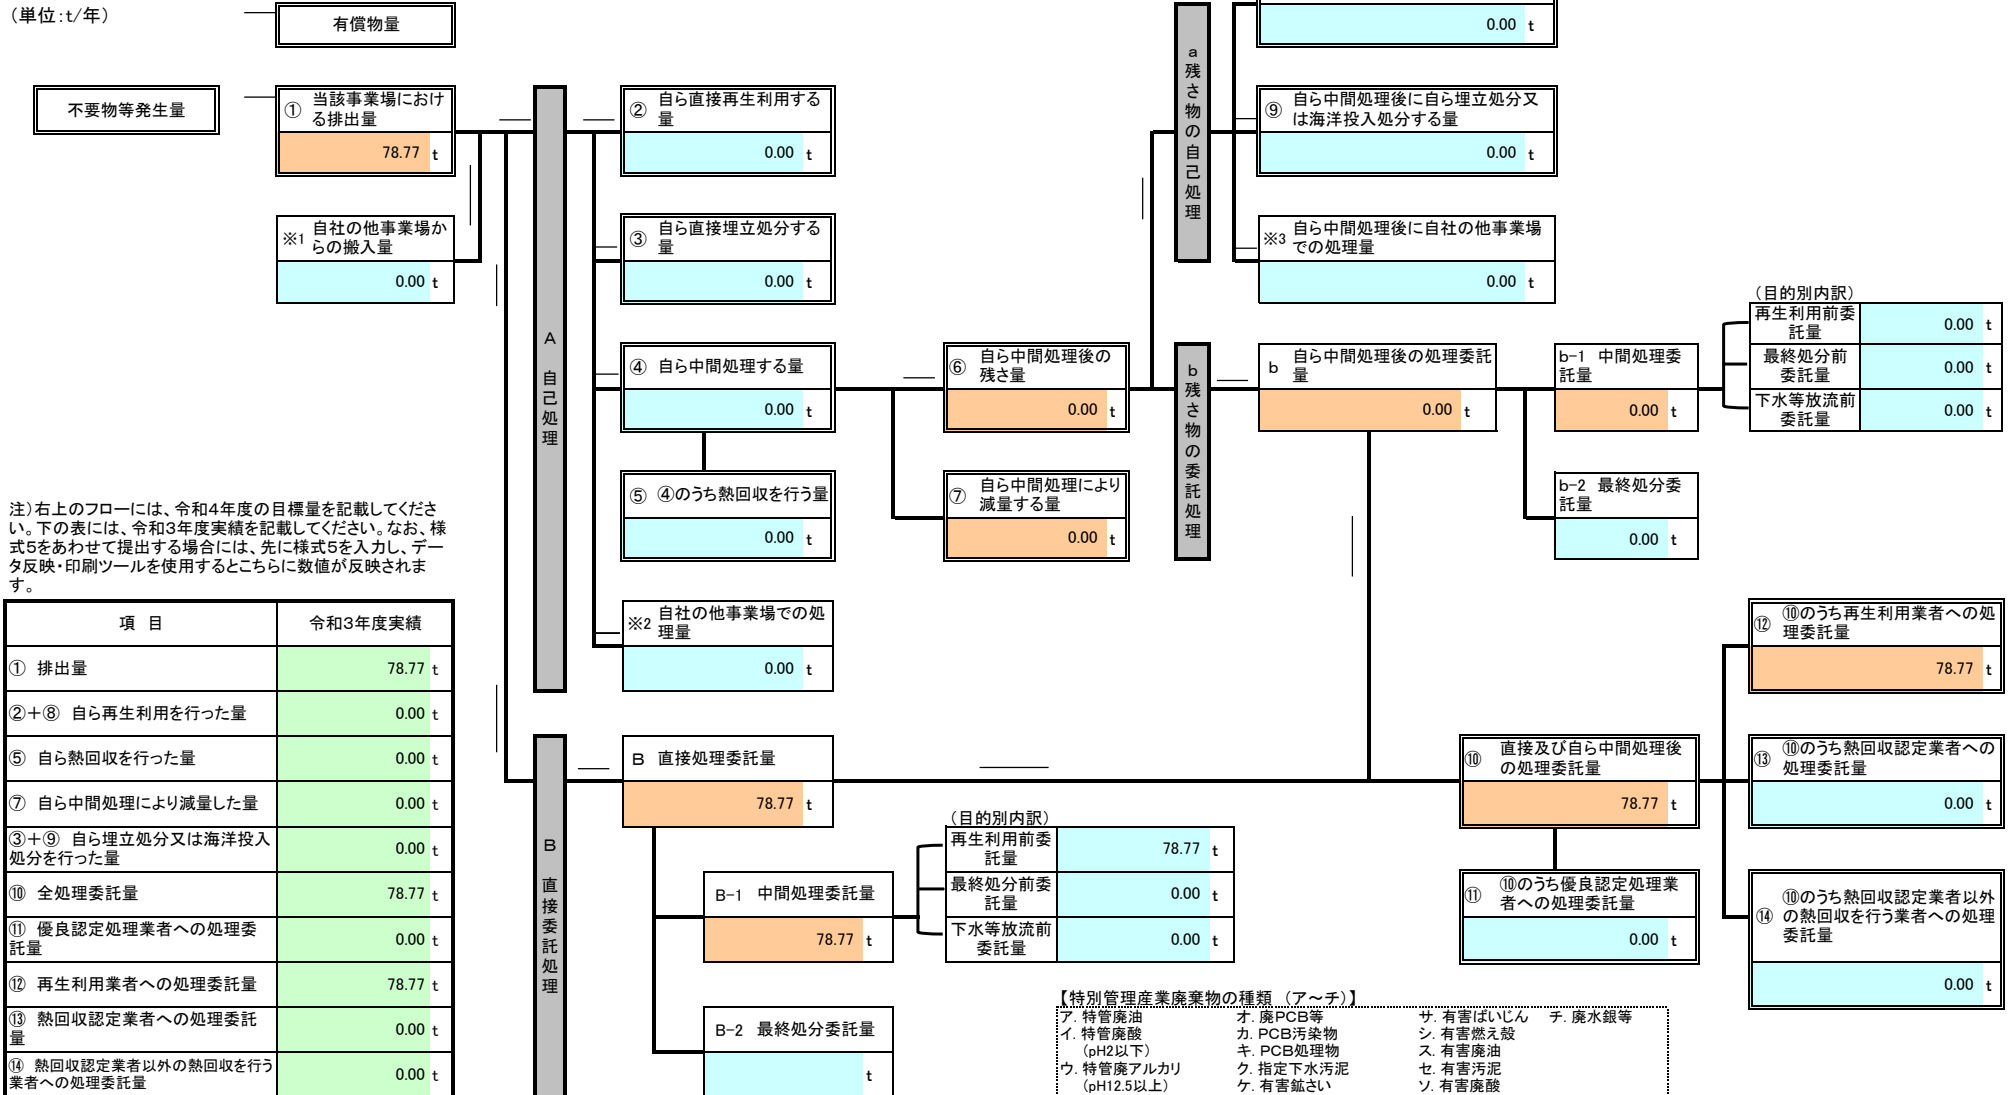 （単位：t/年）
有償物量
0.00 t
不要物等発生量
① 当該事業場におけ
る排出量
78.77 t
※1 自社の他事業場か
らの搬入量
0.00 t
A 自己処理
② 自ら直接再生利用する
量
0.00 t
③ 自ら直接埋立処分する
量
0.00 t
④ 自ら中間処理する量
0.00 t
⑤ ④のうち熱回収を行う量
0.00 t
※2 自社の他事業場での処
理量
0.00 t
⑥ 自ら中間処理後の
残さ量
0.00 t
⑦ 自ら中間処理により
減量する量
0.00 t
a 残さ物の自己処理
⑨ 自ら中間処理後に自ら埋立処分又
は海洋投入処分する量
0.00 t
※3 自ら中間処理後に自社の他事業場
での処理量
0.00 t
b 残さ物の委託処理
b 自ら中間処理後の処理委託
量
0.00 t
b-1 中間処理委
託量
0.00 t
b-2 最終処分委
託量
0.00 t
（目的別内訳）
再生利用前委
託量
0.00 t
最終処分前
委託量
0.00 t
下水等放流前
委託量
0.00 t
注）右上のフローには、令和4年度の目標量を記載してくださ
い。下の表には、令和3年度実績を記載してください。なお、様
式5をあわせて提出する場合には、先に様式5を入力し、デー
タ反映・印刷ツールを使用するとこちらに数値が反映されま
す。
項 目 令和3年度実績
① 排出量 78.77 t
②＋⑧ 自ら再生利用を行った量 0.00 t
⑤ 自ら熱回収を行った量 0.00 t
⑦ 自ら中間処理により減量した量 0.00 t
③＋⑨ 自ら埋立処分又は海洋投入
処分を行った量 0.00 t
⑩ 全処理委託量 78.77 t
⑪ 優良認定処理業者への処理委
託量 0.00 t
⑫ 再生利用業者への処理委託量 78.77 t
⑬ 熱回収認定業者への処理委託
量 0.00 t
⑭ 熱回収認定業者以外の熱回収を行う
業者への処理委託量 0.00 t
B 直接委託処理
B 直接処理委託量
78.77 t
B-1 中間処理委託量
78.77 t
B-2 最終処分委託量
t
（目的別内訳）
再生利用前委
託量
78.77 t
最終処分前委
託量
0.00 t
下水等放流前
委託量
0.00 t
⑩ 直接及び自ら中間処理後
の処理委託量
78.77 t
⑪ ⑩のうち優良認定処理業
者への処理委託量
0.00 t
⑫ ⑩のうち再生利用業者への処
理委託量
78.77 t
⑬ ⑩のうち熱回収認定業者への
処理委託量
0.00 t
⑭ ⑩のうち熱回収認定業者以外
の熱回収を行う業者への処理
委託量
0.00 t
【特別管理産業廃棄物の種類 （ア～チ）】
ア. 特管廃油 オ. 廃PCB等 サ. 有害ばいじん チ. 廃水銀等
イ. 特管廃酸 カ. PCB汚染物 シ. 有害燃え殻
（pH2以下） キ. PCB処理物 ス. 有害廃油
ウ. 特管廃アルカリ ク. 指定下水汚泥 セ. 有害汚泥
（pH12.5以上） ケ. 有害鉱さい ソ. 有害廃酸